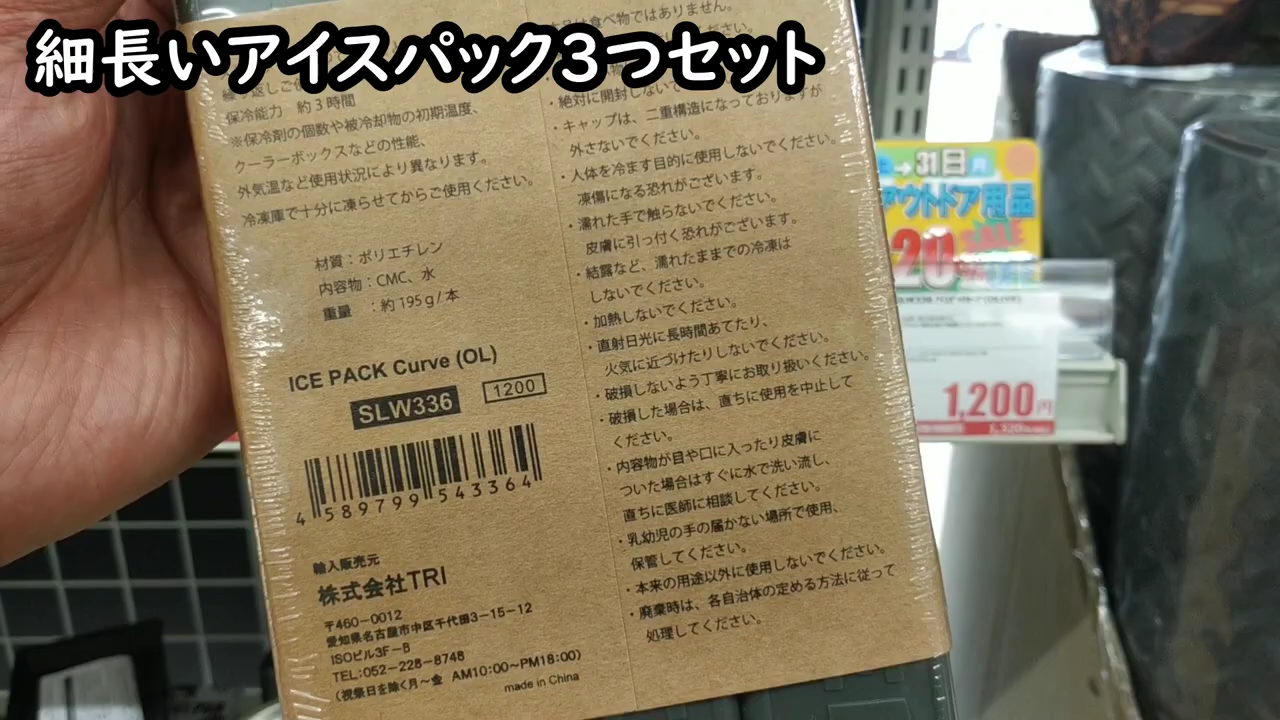 細長いアイスパック3つセット
本品は食べ物ではありません。
保冷能力 約3時間
※保冷剤の個数や被冷却物の初期温度、
クーラーボックスなどの性能、
外気温など使用状況により異なります。
冷凍庫で十分に凍らせてからご使用ください。
材質：ポリエチレン
内容物：CMC、水
重量 ：約195g/本
ICE PACK Curve (OL)
SLW336 1200
4 589799 543364
輸入販売元
株式会社TRI
〒460-0012
愛知県名古屋市中区千代田3-15-12
ISOビル3F-B
TEL:052-228-8748
(祝祭日を除く月〜金 AM10:00〜PM18:00)
made in China
・絶対に開封しないで
・キャップは、二重構造になっておりますが
外さないでください。
・人体を冷ます目的に使用しないでください。
凍傷になる恐れがございます。
・濡れた手で触らないでください。
皮膚に引っ付く恐れがございます。
・結露など、濡れたままでの冷凍は
しないでください。
・加熱しないでください。
・直射日光に長時間あてたり、
火気に近づけたりしないでください。
・破損しないよう丁寧にお取り扱いください。
・破損した場合は、直ちに使用を中止して
ください。
・内容物が目や口に入ったり皮膚に
ついた場合はすぐに水で洗い流し、
直ちに医師に相談してください。
・乳幼児の手の届かない場所で使用、
保管してください。
・本来の用途以外に使用しないでください。
・廃棄時は、各自治体の定める方法に従って
処理してください。
→31日月
アウトドア用品
20% SALE
1,200円